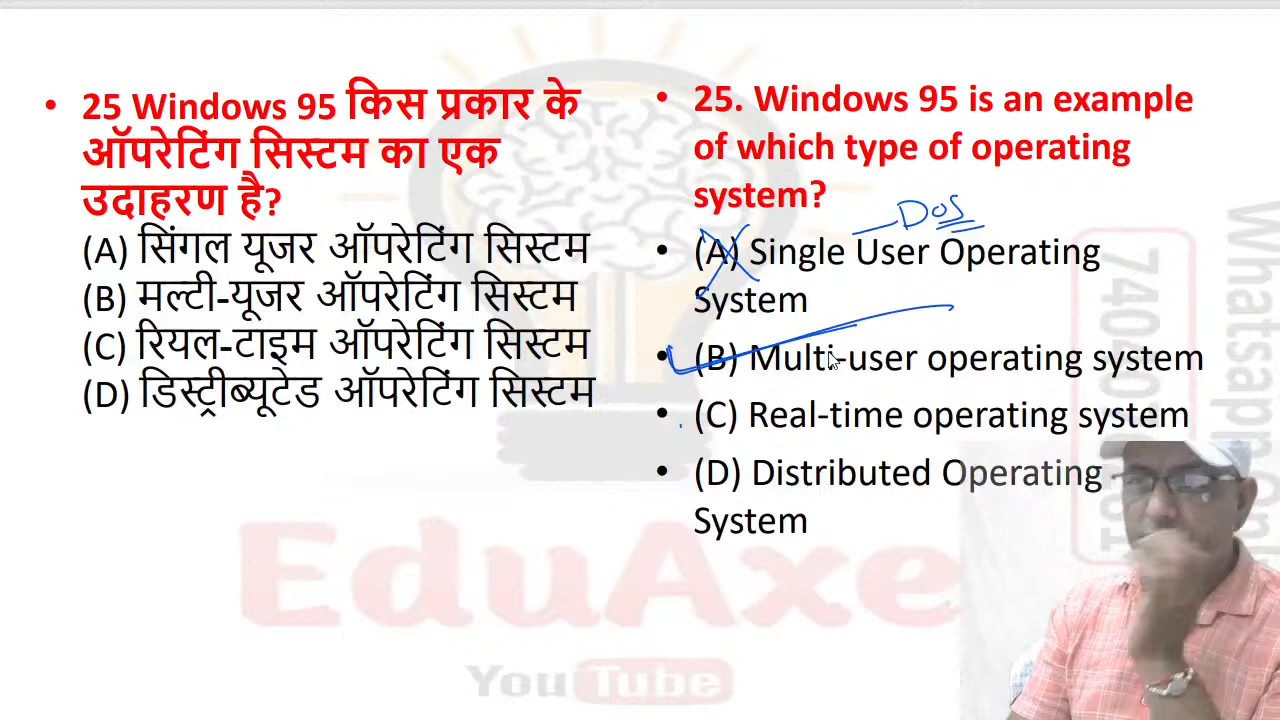 25 Windows 95 किस प्रकार के
ऑपरेटिंग सिस्टम का एक
उदाहरण है?
(A) सिंगल यूजर ऑपरेटिंग सिस्टम
(B) मल्टी-यूजर ऑपरेटिंग सिस्टम
(C) रियल-टाइम ऑपरेटिंग सिस्टम
(D) डिस्ट्रीब्यूटेड ऑपरेटिंग सिस्टम
25. Windows 95 is an example
of which type of operating
system?
DOS
(A) Single User Operating
System
(B) Multi-user operating system
(C) Real-time operating system
(D) Distributed Operating
System
EduAxe
YouTube